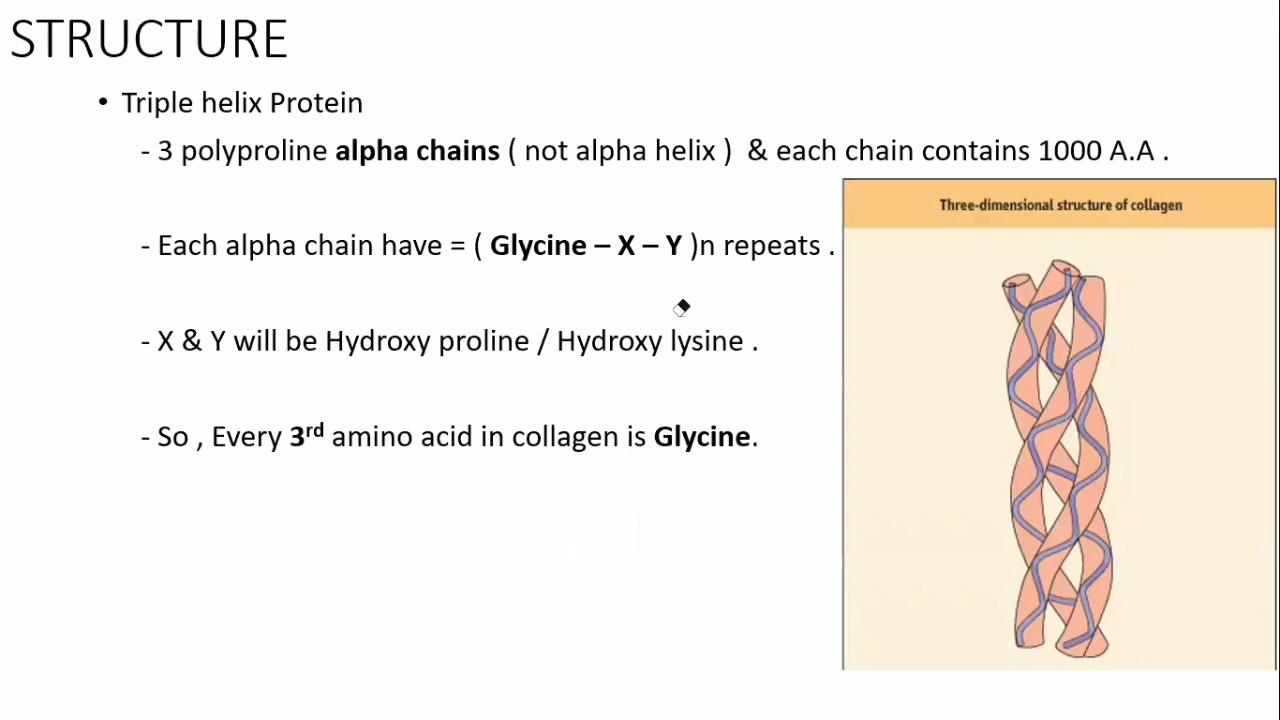 STRUCTURE
• Triple helix Protein
- 3 polyproline alpha chains ( not alpha helix ) & each chain contains 1000 A.A .
Three-dimensional structure of collagen
- Each alpha chain have = ( Glycine – X – Y )n repeats .
- X & Y will be Hydroxy proline / Hydroxy lysine .
- So , Every 3rd amino acid in collagen is Glycine.